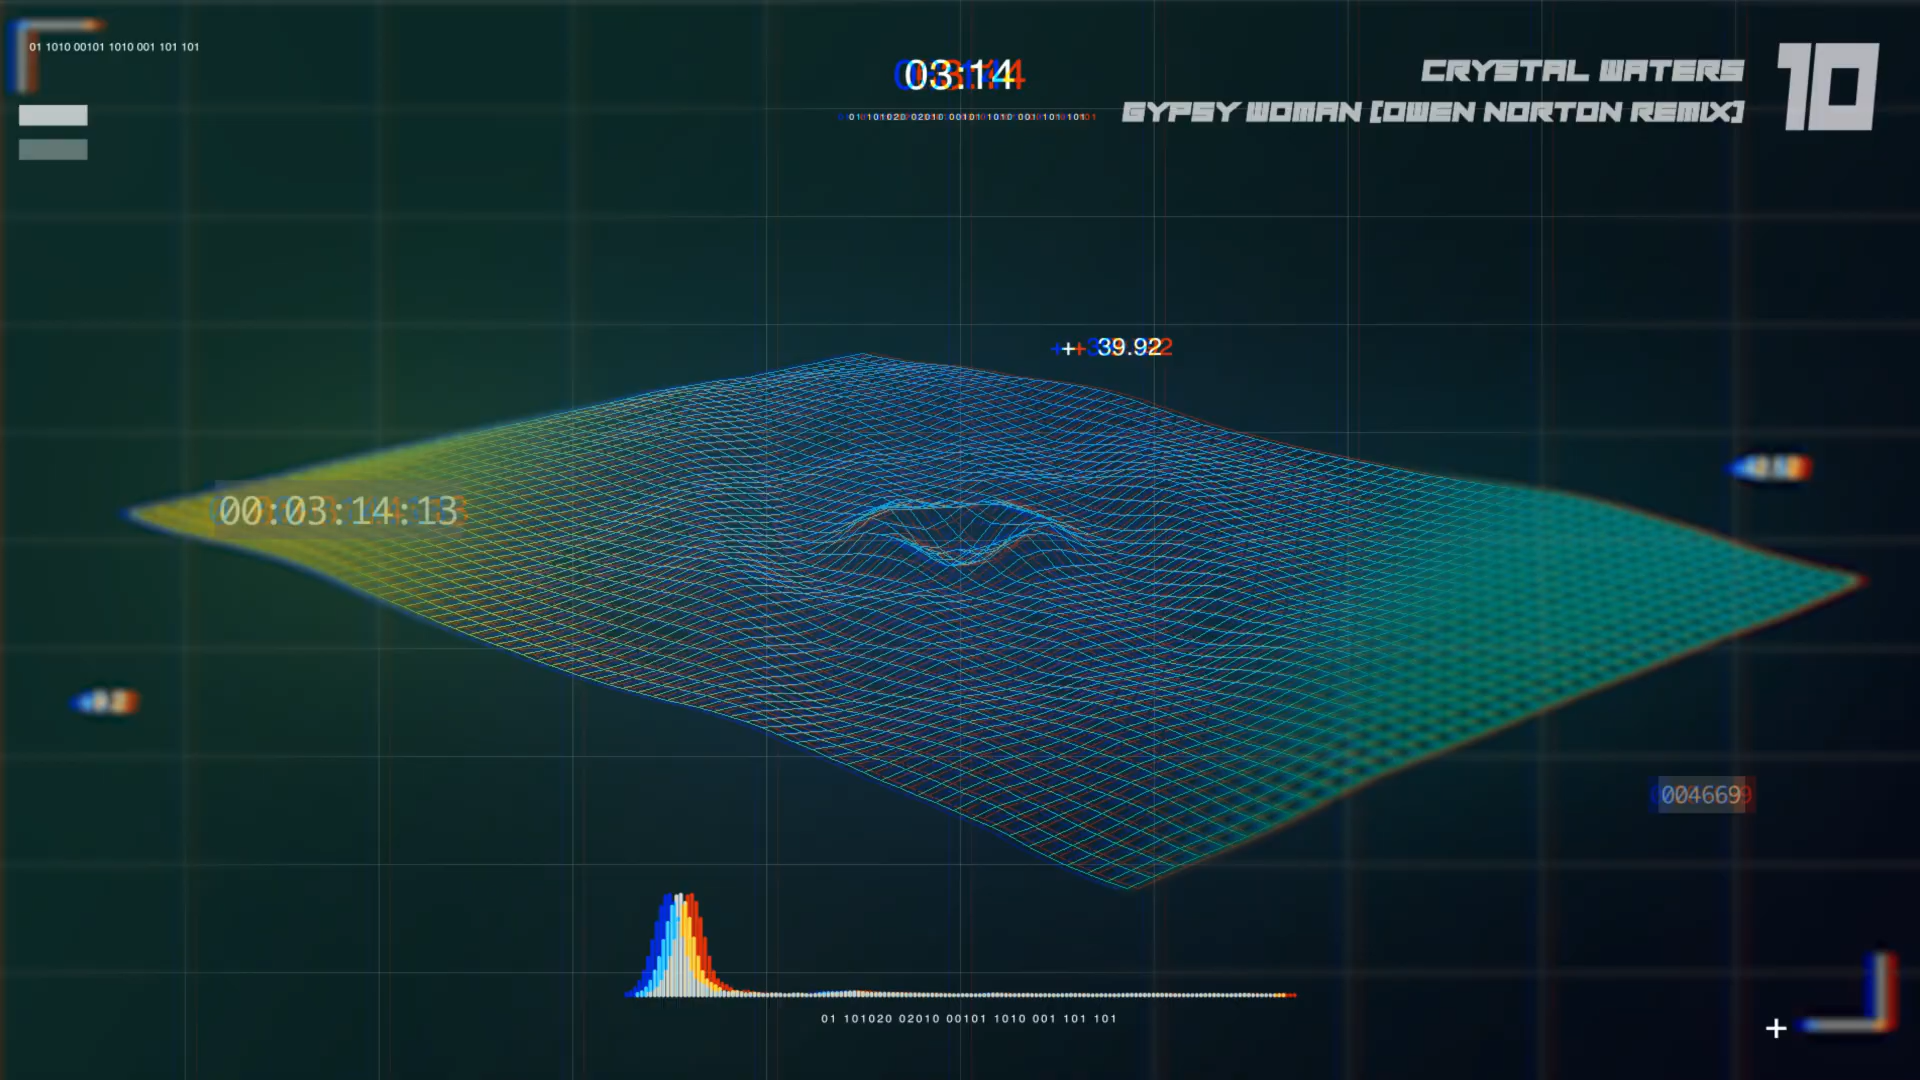 01 1010 00101 1010 001 101 101
03:14
CRYSTAL WATERS
GYPSY WOMAN [OWEN NORTON REMIX]
10
+ 39.92
00:03:14:13
004669
01 101020 02010 00101 1010 001 101 101
+